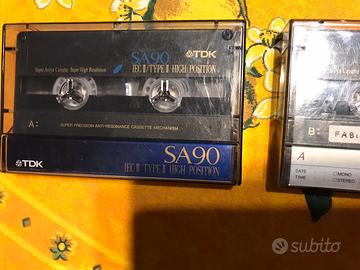 SA90 TDK
Super Avilyn Cassette Super High Resolution
IEC II/TYPE II HIGH POSITION
A:
SUPER PRECISION ANTI-RESONANCE CASSETTE MECHANISM
TDK
SA90
IEC II/TYPE II HIGH POSITION
B: FABI
A
DATE
TIME
MONO
STEREO
subito